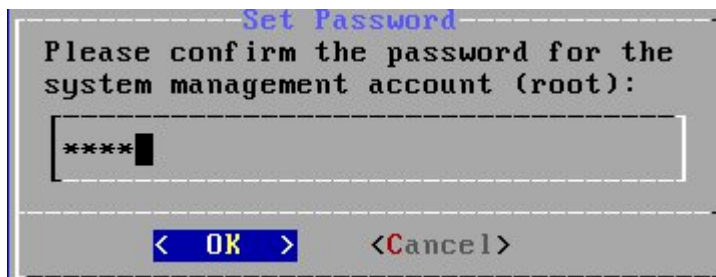 Set Password
Please confirm the password for the
system management account (root):
****
< OK > <Cancel>